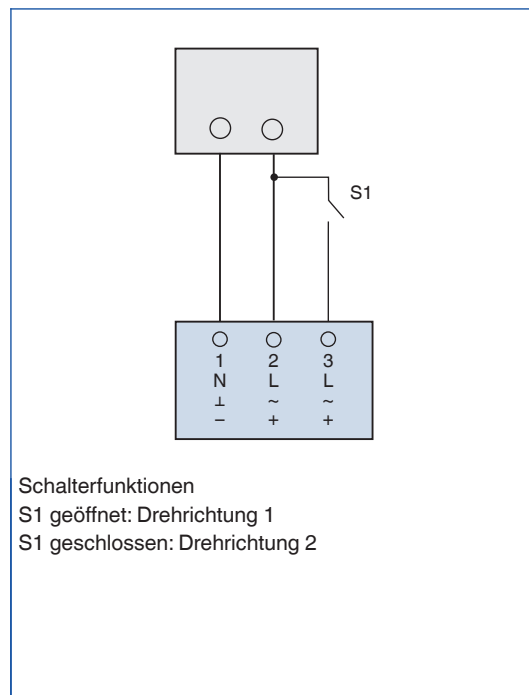 S1
1 2 3
N L L
⊥ ~ ~
– + +
Schalterfunktionen
S1 geöffnet: Drehrichtung 1
S1 geschlossen: Drehrichtung 2